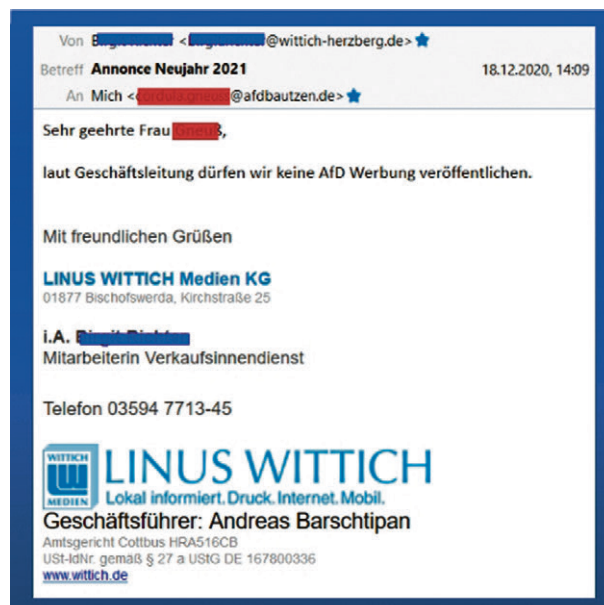 Von <@wittich-herzberg.de>
Betreff Annonce Neujahr 2021 18.12.2020, 14:09
An Mich <@afdbautzen.de>
Sehr geehrte Frau ,
laut Geschäftsleitung dürfen wir keine AfD Werbung veröffentlichen.
Mit freundlichen Grüßen
LINUS WITTICH Medien KG
01877 Bischofswerda, Kirchstraße 25
i.A.
Mitarbeiterin Verkaufsinnendienst
Telefon 03594 7713-45
WITTICH
MEDIEN
LINUS WITTICH
Lokal informiert. Druck. Internet. Mobil.
Geschäftsführer: Andreas Barschtipan
Amtsgericht Cottbus HRA516CB
USt-IdNr. gemäß § 27 a UStG DE 167800336
www.wittich.de